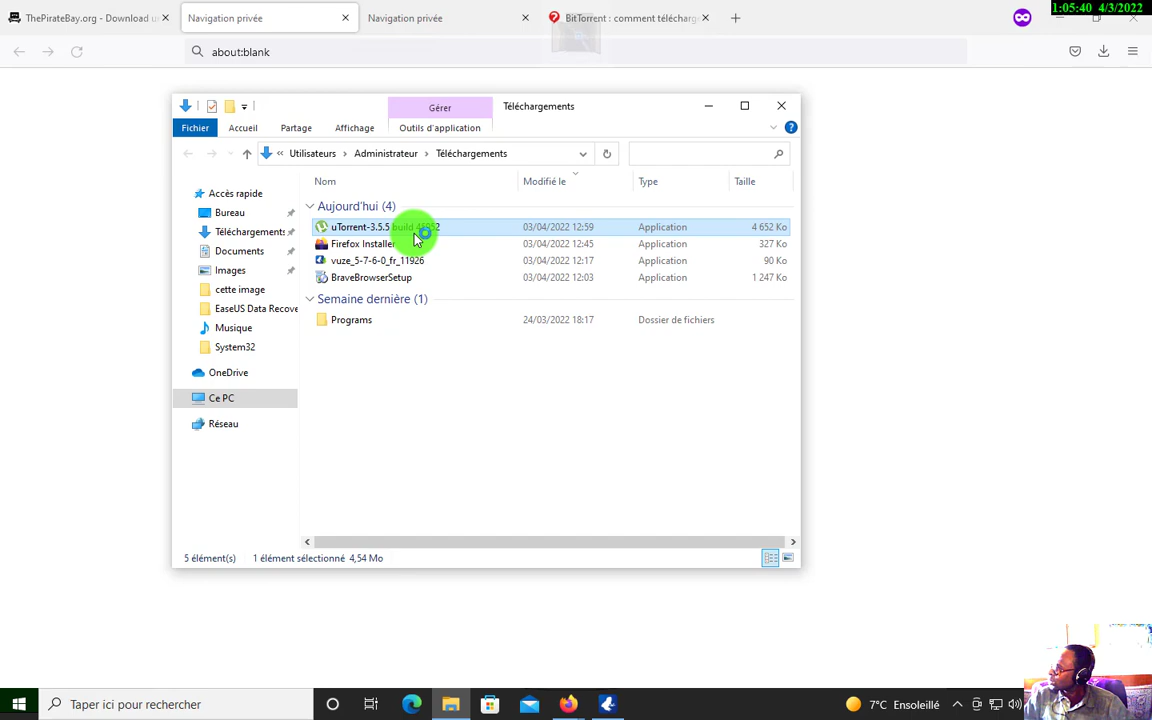 1:05:40 4/3/2022
ThePirateBay.org - Download u
Navigation privée
Navigation privée
BitTorrent : comment télécharg
about:blank
Gérer
Téléchargements
Fichier
Accueil
Partage
Affichage
Outils d'application
Utilisateurs
Administrateur
Téléchargements
Nom
Modifié le
Type
Taille
Accès rapide
Bureau
Téléchargements
Documents
Images
cette image
EaseUS Data Recove
Musique
System32
OneDrive
Ce PC
Réseau
Aujourd'hui (4)
uTorrent-3.5.5 build 03/04/2022 12:59 Application 4 652 Ko
Firefox Installer 03/04/2022 12:45 Application 327 Ko
vuze_5-7-6-0_fr_11926 03/04/2022 12:17 Application 90 Ko
BraveBrowserSetup 03/04/2022 12:03 Application 1 247 Ko
Semaine dernière (1)
Programs 24/03/2022 18:17 Dossier de fichiers
5 élément(s) 1 élément sélectionné 4,54 Mo
Taper ici pour rechercher
7°C Ensoleillé